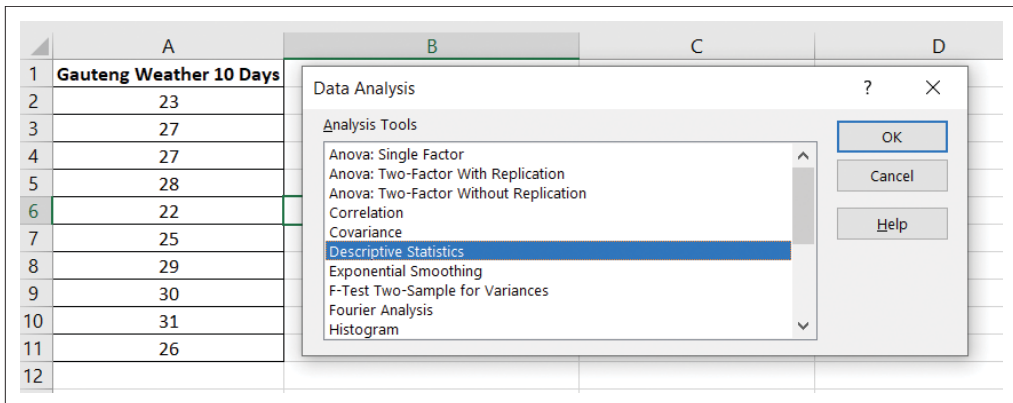 A B C D
1 Gauteng Weather 10 Days
2 23
3 27
4 27
5 28
6 22
7 25
8 29
9 30
10 31
11 26
12
Data Analysis ? ×
Analysis Tools
Anova: Single Factor
Anova: Two-Factor With Replication
Anova: Two-Factor Without Replication
Correlation
Covariance
Descriptive Statistics
Exponential Smoothing
F-Test Two-Sample for Variances
Fourier Analysis
Histogram
OK
Cancel
Help